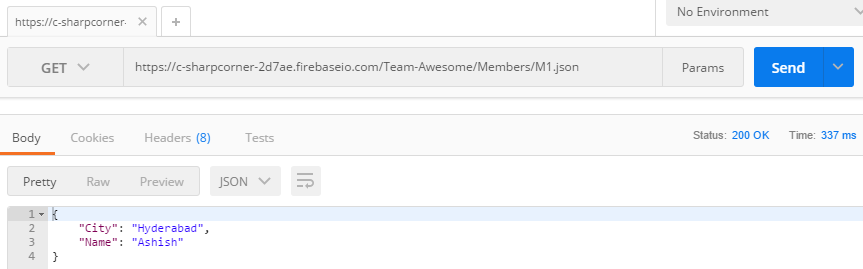 https://c-sharpcorner- × +
No Environment
GET https://c-sharpcorner-2d7ae.firebaseio.com/Team-Awesome/Members/M1.json Params Send
Body Cookies Headers (8) Tests Status: 200 OK Time: 337 ms
Pretty Raw Preview JSON
1 {
2 "City": "Hyderabad",
3 "Name": "Ashish"
4 }